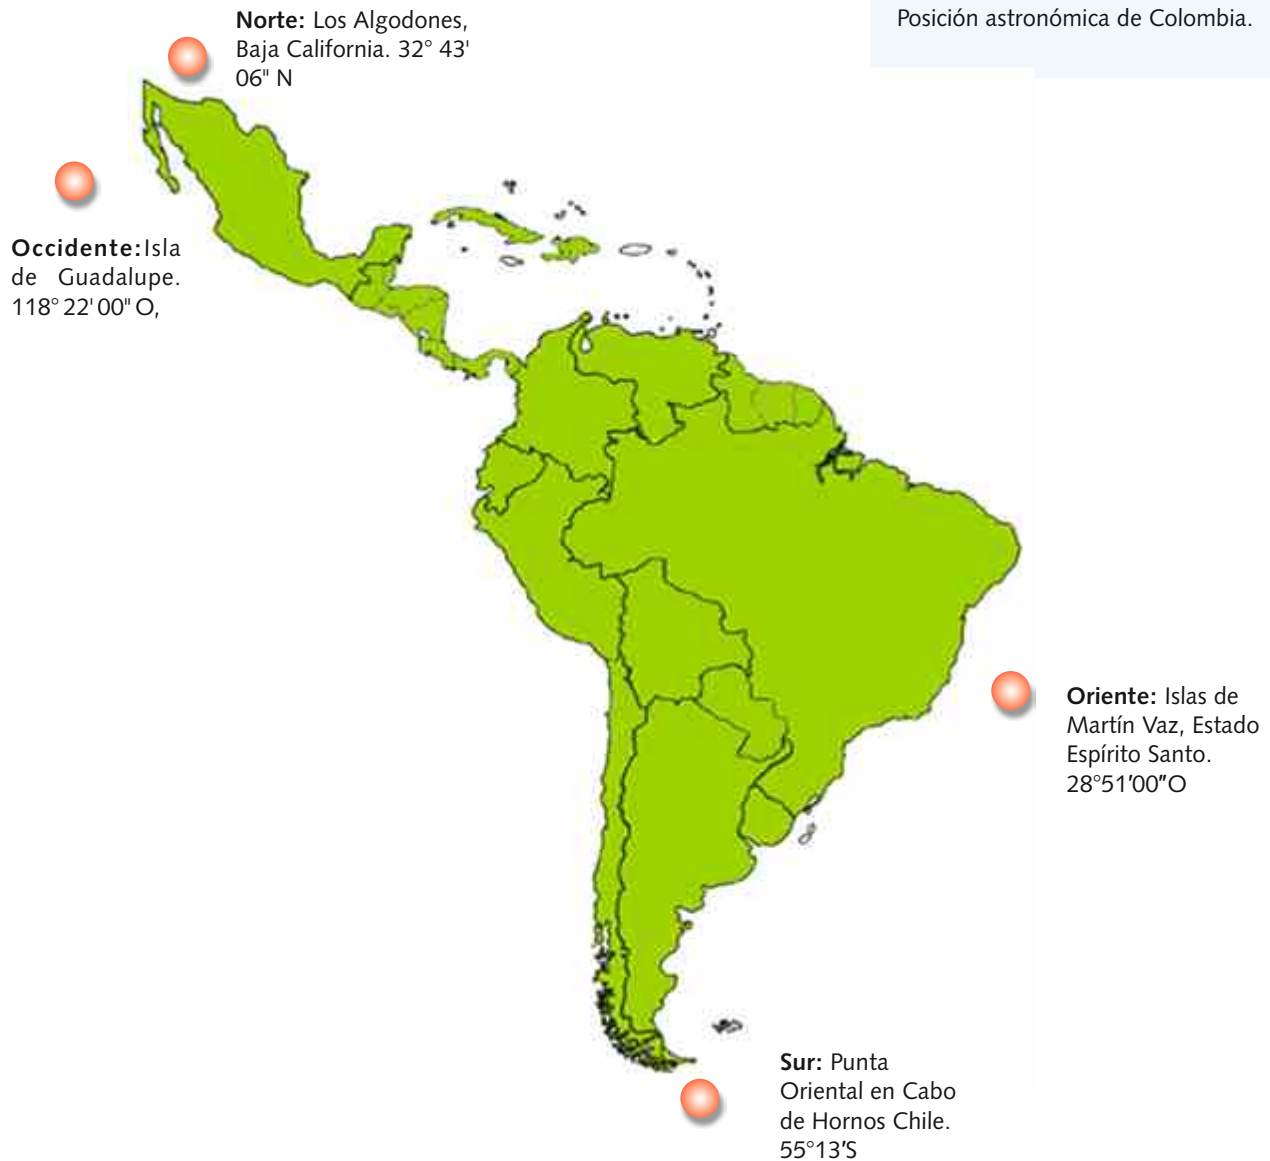 Norte: Los Algodones,
Baja California. 32° 43'
06" N
Posición astronómica de Colombia.
Occidente: Isla
de Guadalupe.
118° 22' 00" O,
Oriente: Islas de
Martín Vaz, Estado
Espírito Santo.
28°51'00"O
Sur: Punta
Oriental en Cabo
de Hornos Chile.
55°13'S